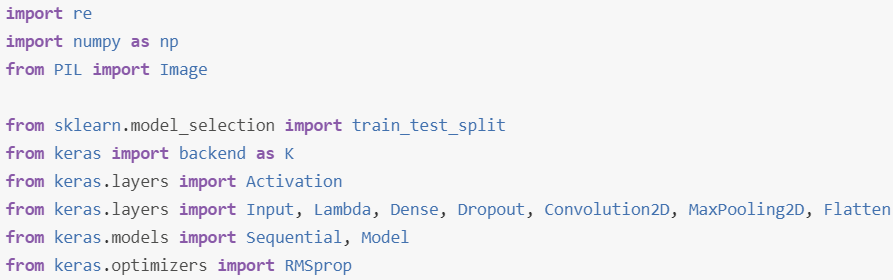 import re
import numpy as np
from PIL import Image
from sklearn.model_selection import train_test_split
from keras import backend as K
from keras.layers import Activation
from keras.layers import Input, Lambda, Dense, Dropout, Convolution2D, MaxPooling2D, Flatten
from keras.models import Sequential, Model
from keras.optimizers import RMSprop